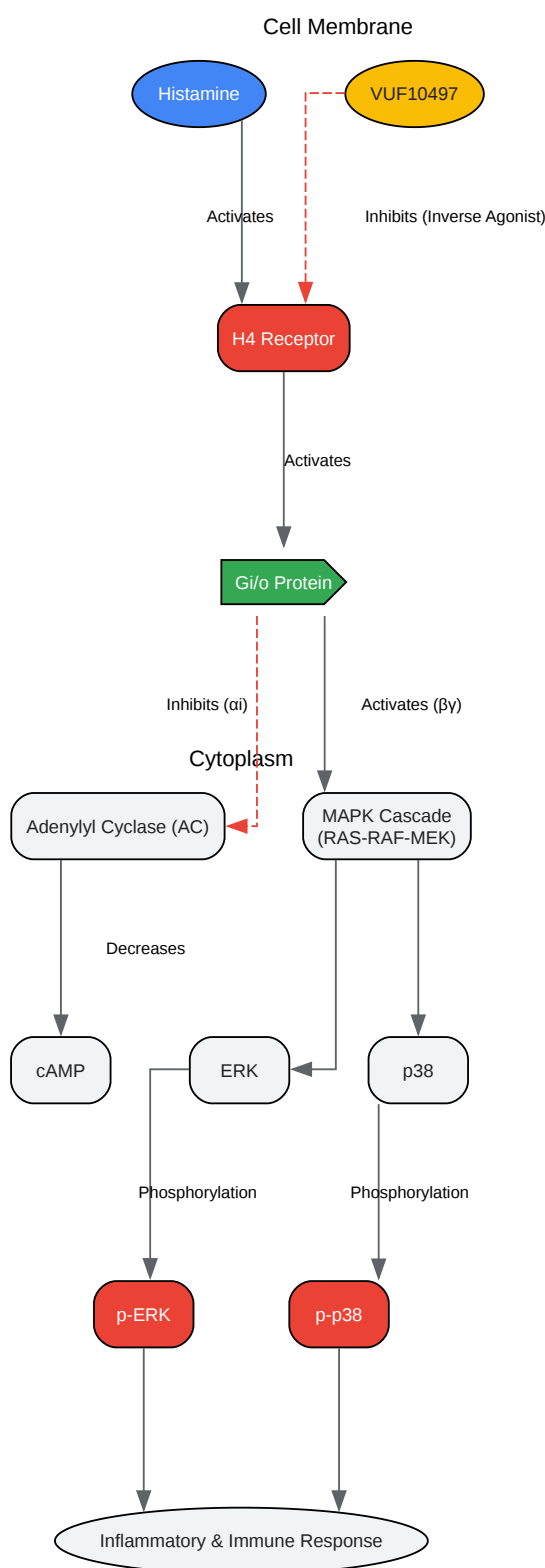 Cell Membrane
Histamine
VUF10497
Activates
Inhibits (Inverse Agonist)
H4 Receptor
Activates
Gi/o Protein
Inhibits (αi)
Activates (βγ)
Cytoplasm
Adenylyl Cyclase (AC)
MAPK Cascade
(RAS-RAF-MEK)
Decreases
cAMP
ERK
p38
Phosphorylation
Phosphorylation
p-ERK
p-p38
Inflammatory & Immune Response